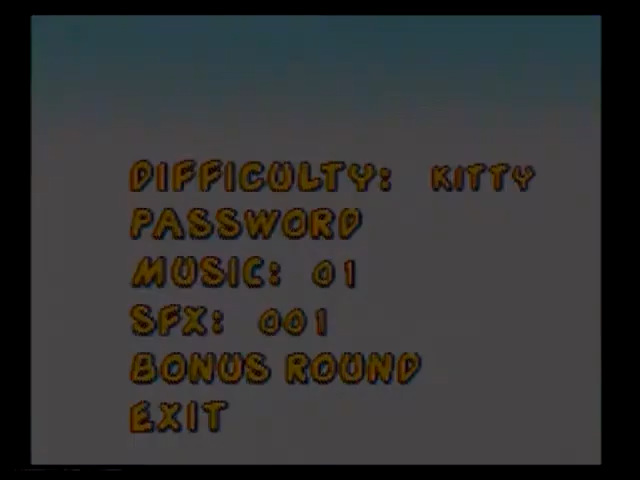 DIFFICULTY: KITTY
PASSWORD
MUSIC: 01
SFX: 001
BONUS ROUND
EXIT